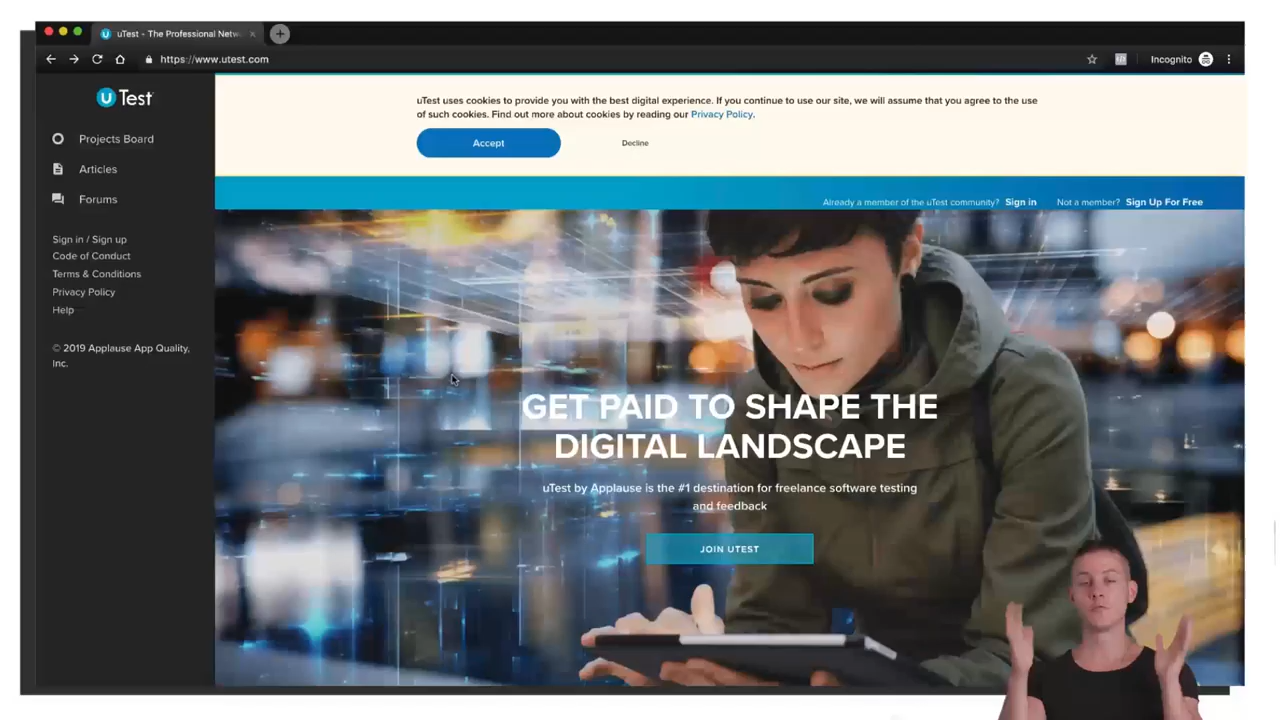 uTest - The Professional Netw
https://www.utest.com
Incognito
uTest
Projects Board
Articles
Forums
Sign in / Sign up
Code of Conduct
Terms & Conditions
Privacy Policy
Help
© 2019 Applause App Quality,
Inc.
uTest uses cookies to provide you with the best digital experience. If you continue to use our site, we will assume that you agree to the use
of such cookies. Find out more about cookies by reading our Privacy Policy.
Accept
Decline
Already a member of the uTest community? Sign in
Not a member? Sign Up For Free
GET PAID TO SHAPE THE
DIGITAL LANDSCAPE
uTest by Applause is the #1 destination for freelance software testing
and feedback
JOIN UTEST